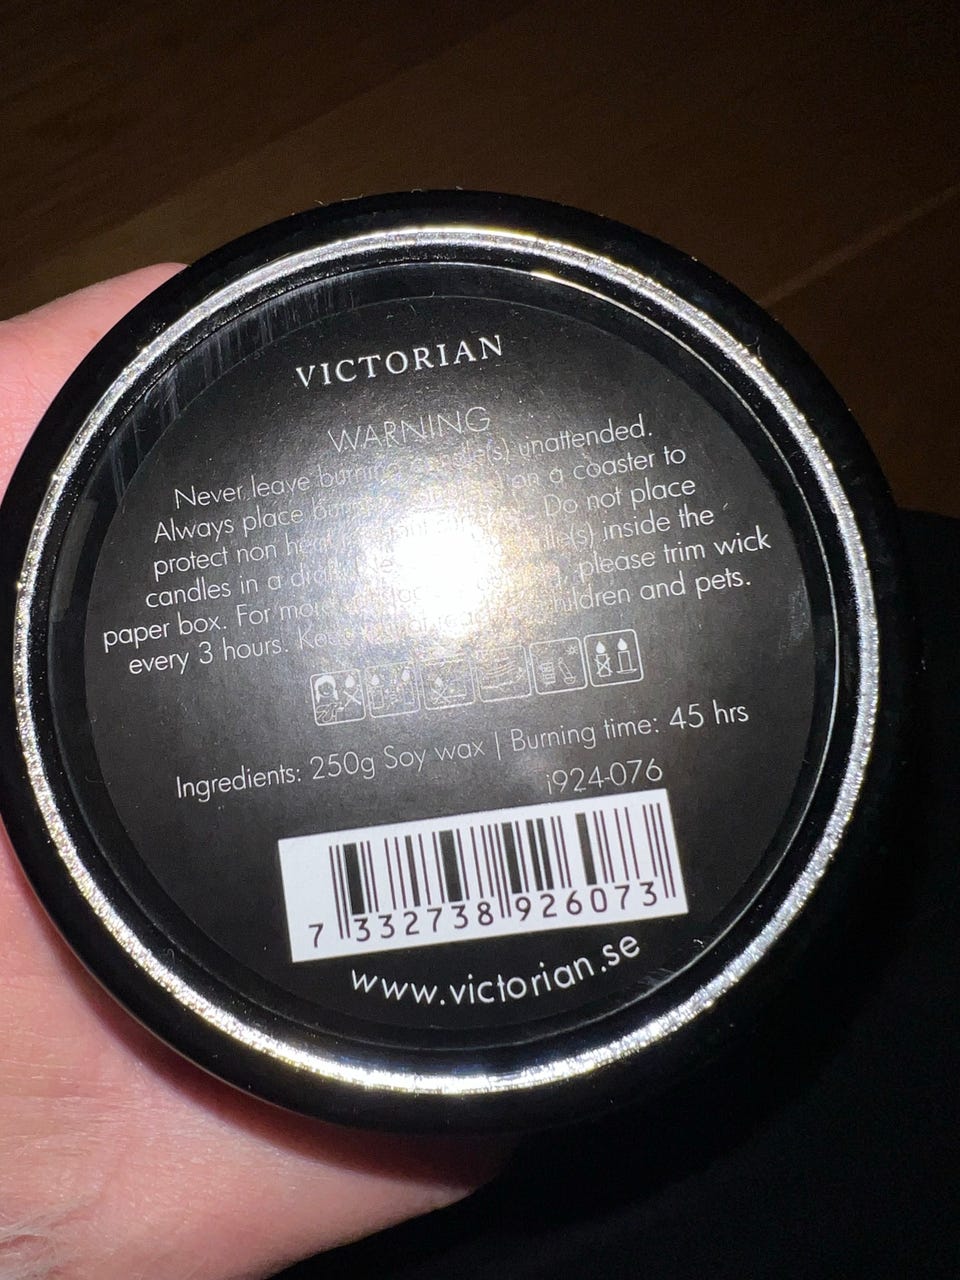 VICTORIAN
WARNING
Never leave burning candle(s) unattended.
Always place on a coaster to
protect non Do not place
candles in a inside the
paper box. For please trim wick
every 3 hours. children and pets.
Ingredients: 250g Soy wax | Burning time: 45 hrs
i924-076
7 332738 926073
www.victorian.se